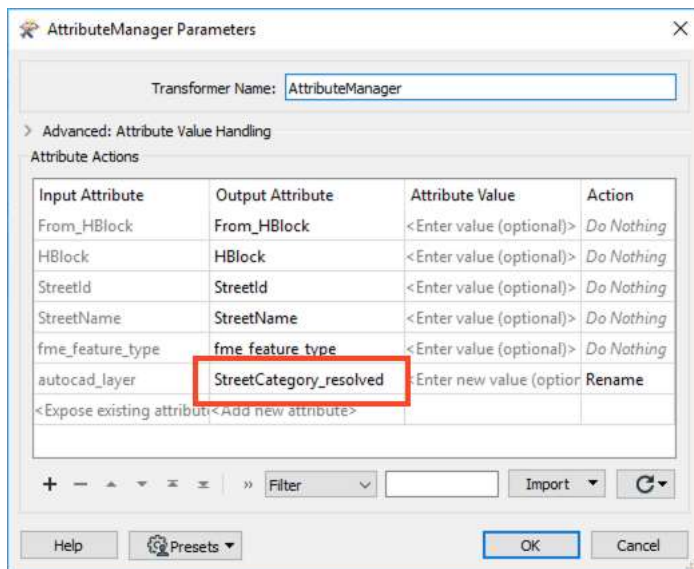 AttributeManager Parameters
Transformer Name: AttributeManager
Advanced: Attribute Value Handling
Attribute Actions
Input Attribute Output Attribute Attribute Value Action
From_HBlock From_HBlock <Enter value (optional)> Do Nothing
HBlock HBlock <Enter value (optional)> Do Nothing
StreetId StreetId <Enter value (optional)> Do Nothing
StreetName StreetName <Enter value (optional)> Do Nothing
fme_feature_type fme_feature_type <Enter value (optional)> Do Nothing
autocad_layer StreetCategory_resolved <Enter new value (option Rename
<Expose existing attribut <Add new attribute>
» Filter Import
Help Presets OK Cancel